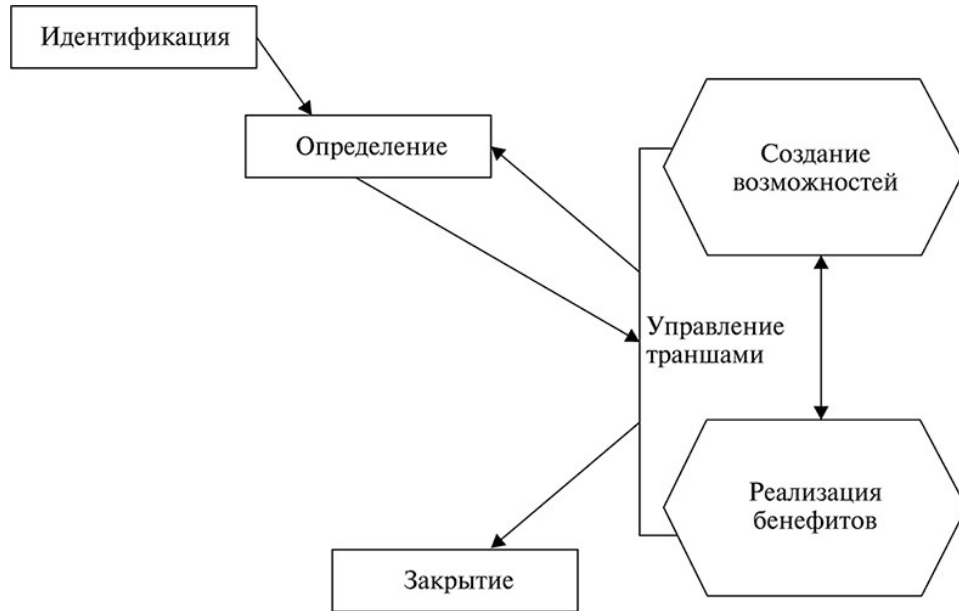 Идентификация
Определение
Создание
возможностей
Управление
траншами
Реализация
бенефитов
Закрытие